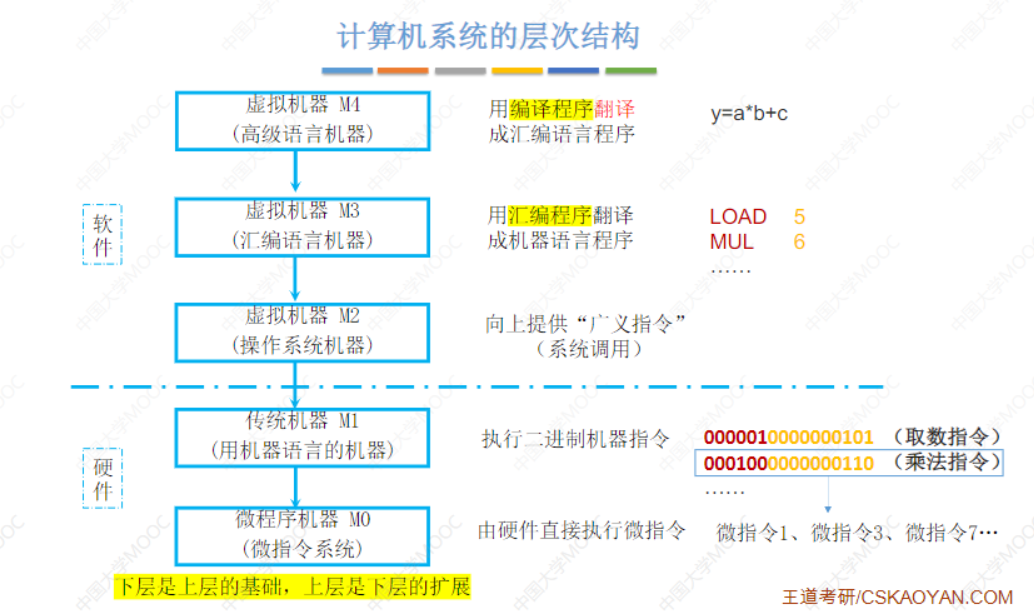 计算机系统的层次结构
虚拟机器 M4
(高级语言机器)
用编译程序翻译
成汇编语言程序
y=a*b+c
软件
虚拟机器 M3
(汇编语言机器)
用汇编程序翻译
成机器语言程序
LOAD 5
MUL 6
……
虚拟机器 M2
(操作系统机器)
向上提供“广义指令”
（系统调用）
硬件
传统机器 M1
(用机器语言的机器)
执行二进制机器指令
0000010000000101 （取数指令）
0001000000000110 （乘法指令）
……
微程序机器 M0
(微指令系统)
由硬件直接执行微指令
微指令1、微指令3、微指令7…
下层是上层的基础，上层是下层的扩展
王道考研/CSKAOYAN.COM
中国大学MOOC